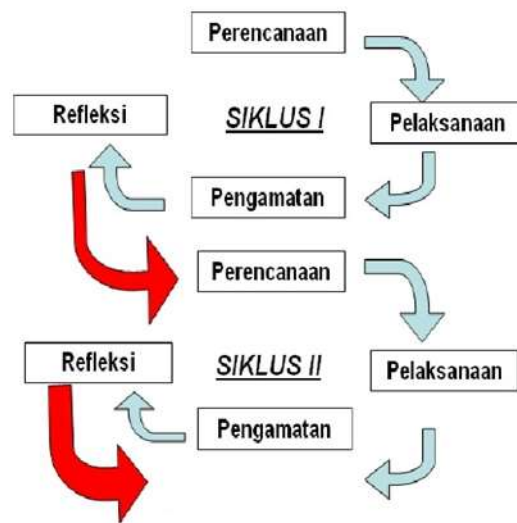 Perencanaan
Refleksi
SIKLUS I
Pelaksanaan
Pengamatan
Perencanaan
Refleksi
SIKLUS II
Pelaksanaan
Pengamatan